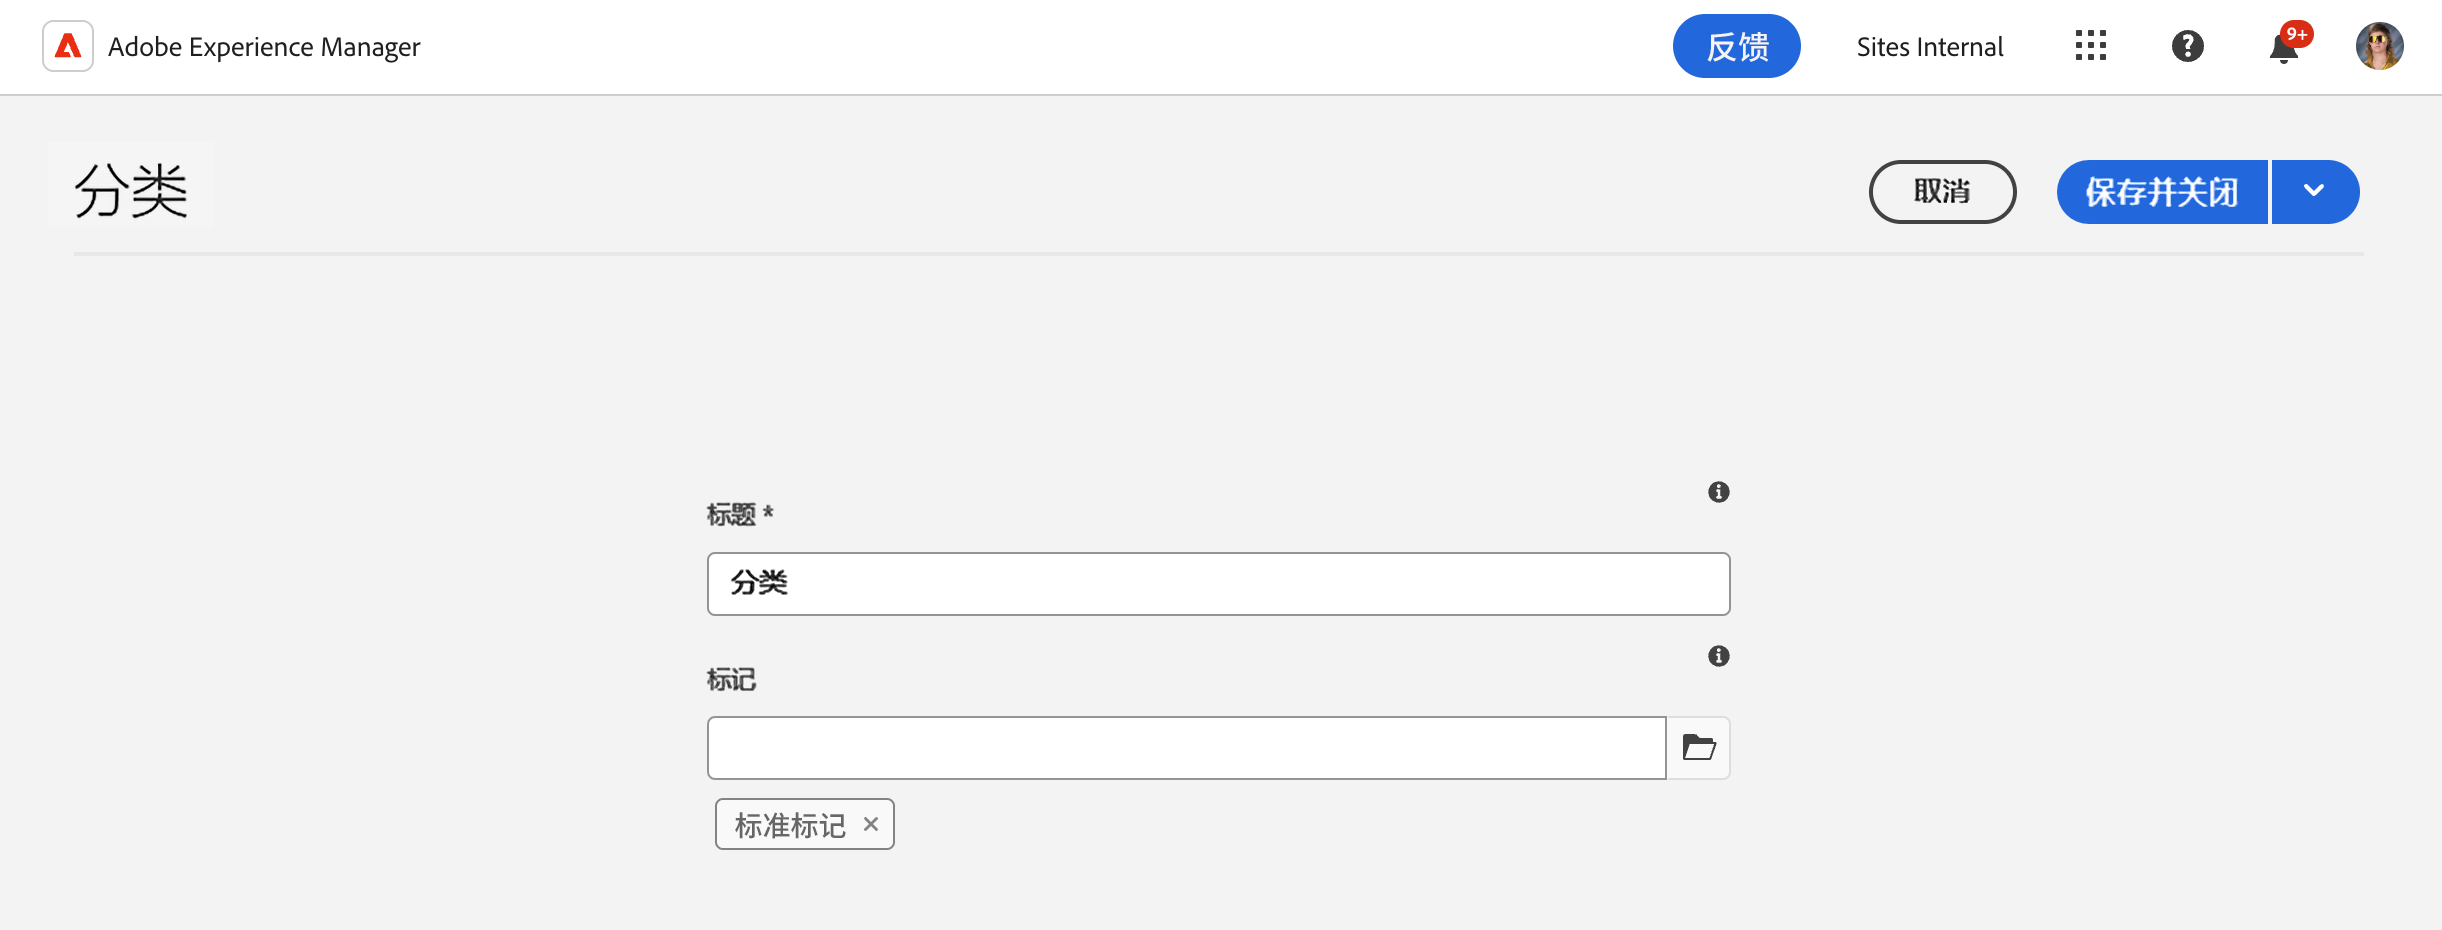 Adobe Experience Manager
反馈
Sites Internal
9+
分类
取消
保存并关闭
标题 *
分类
标记
标准标记